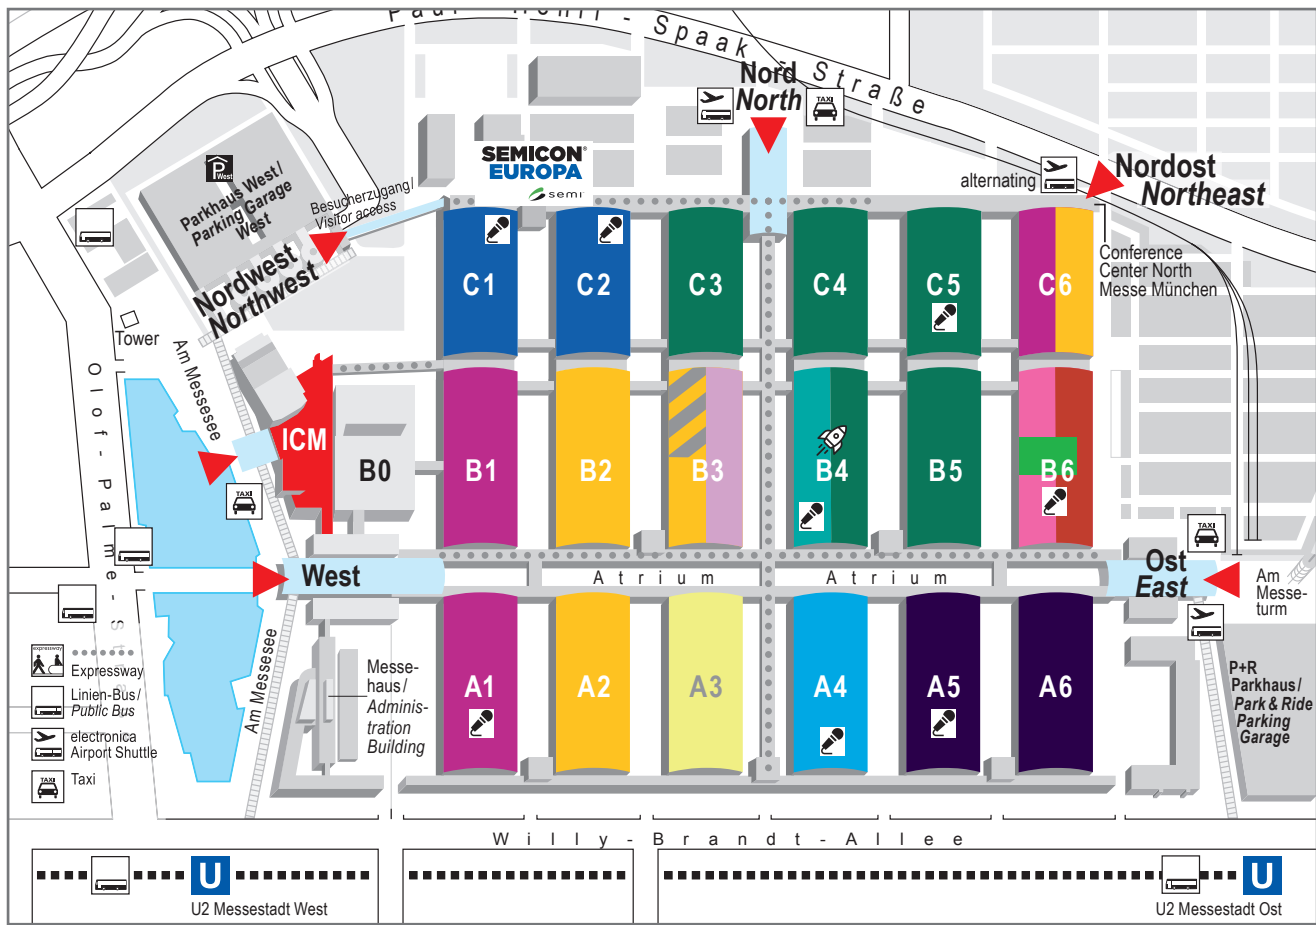 Paul-Henri-Spaak-Straße
Nord
North
TAXI
SEMICON®
EUROPA
semi
alternating
Nordost
Northeast
P
West
Parkhaus West/
Parking Garage
West
Besucherzugang/
Visitor access
Nordwest
Northwest
Conference
Center North
Messe München
C1
C2
C3
C4
C5
C6
Tower
Am Messesee
Olof-Palme-Str
ICM
B0
B1
B2
B3
B4
B5
B6
TAXI
TAXI
West
Atrium
Atrium
Ost
East
Am
Messe-
turm
Am Messesee
expressway
Expressway
Linien-Bus/
Public Bus
electronica
Airport Shuttle
TAXI
Taxi
Messe-
haus/
Adminis-
tration
Building
A1
A2
A3
A4
A5
A6
P+R
Parkhaus/
Park & Ride
Parking
Garage
Willy-Brandt-Allee
U
U2 Messestadt West
U
U2 Messestadt Ost